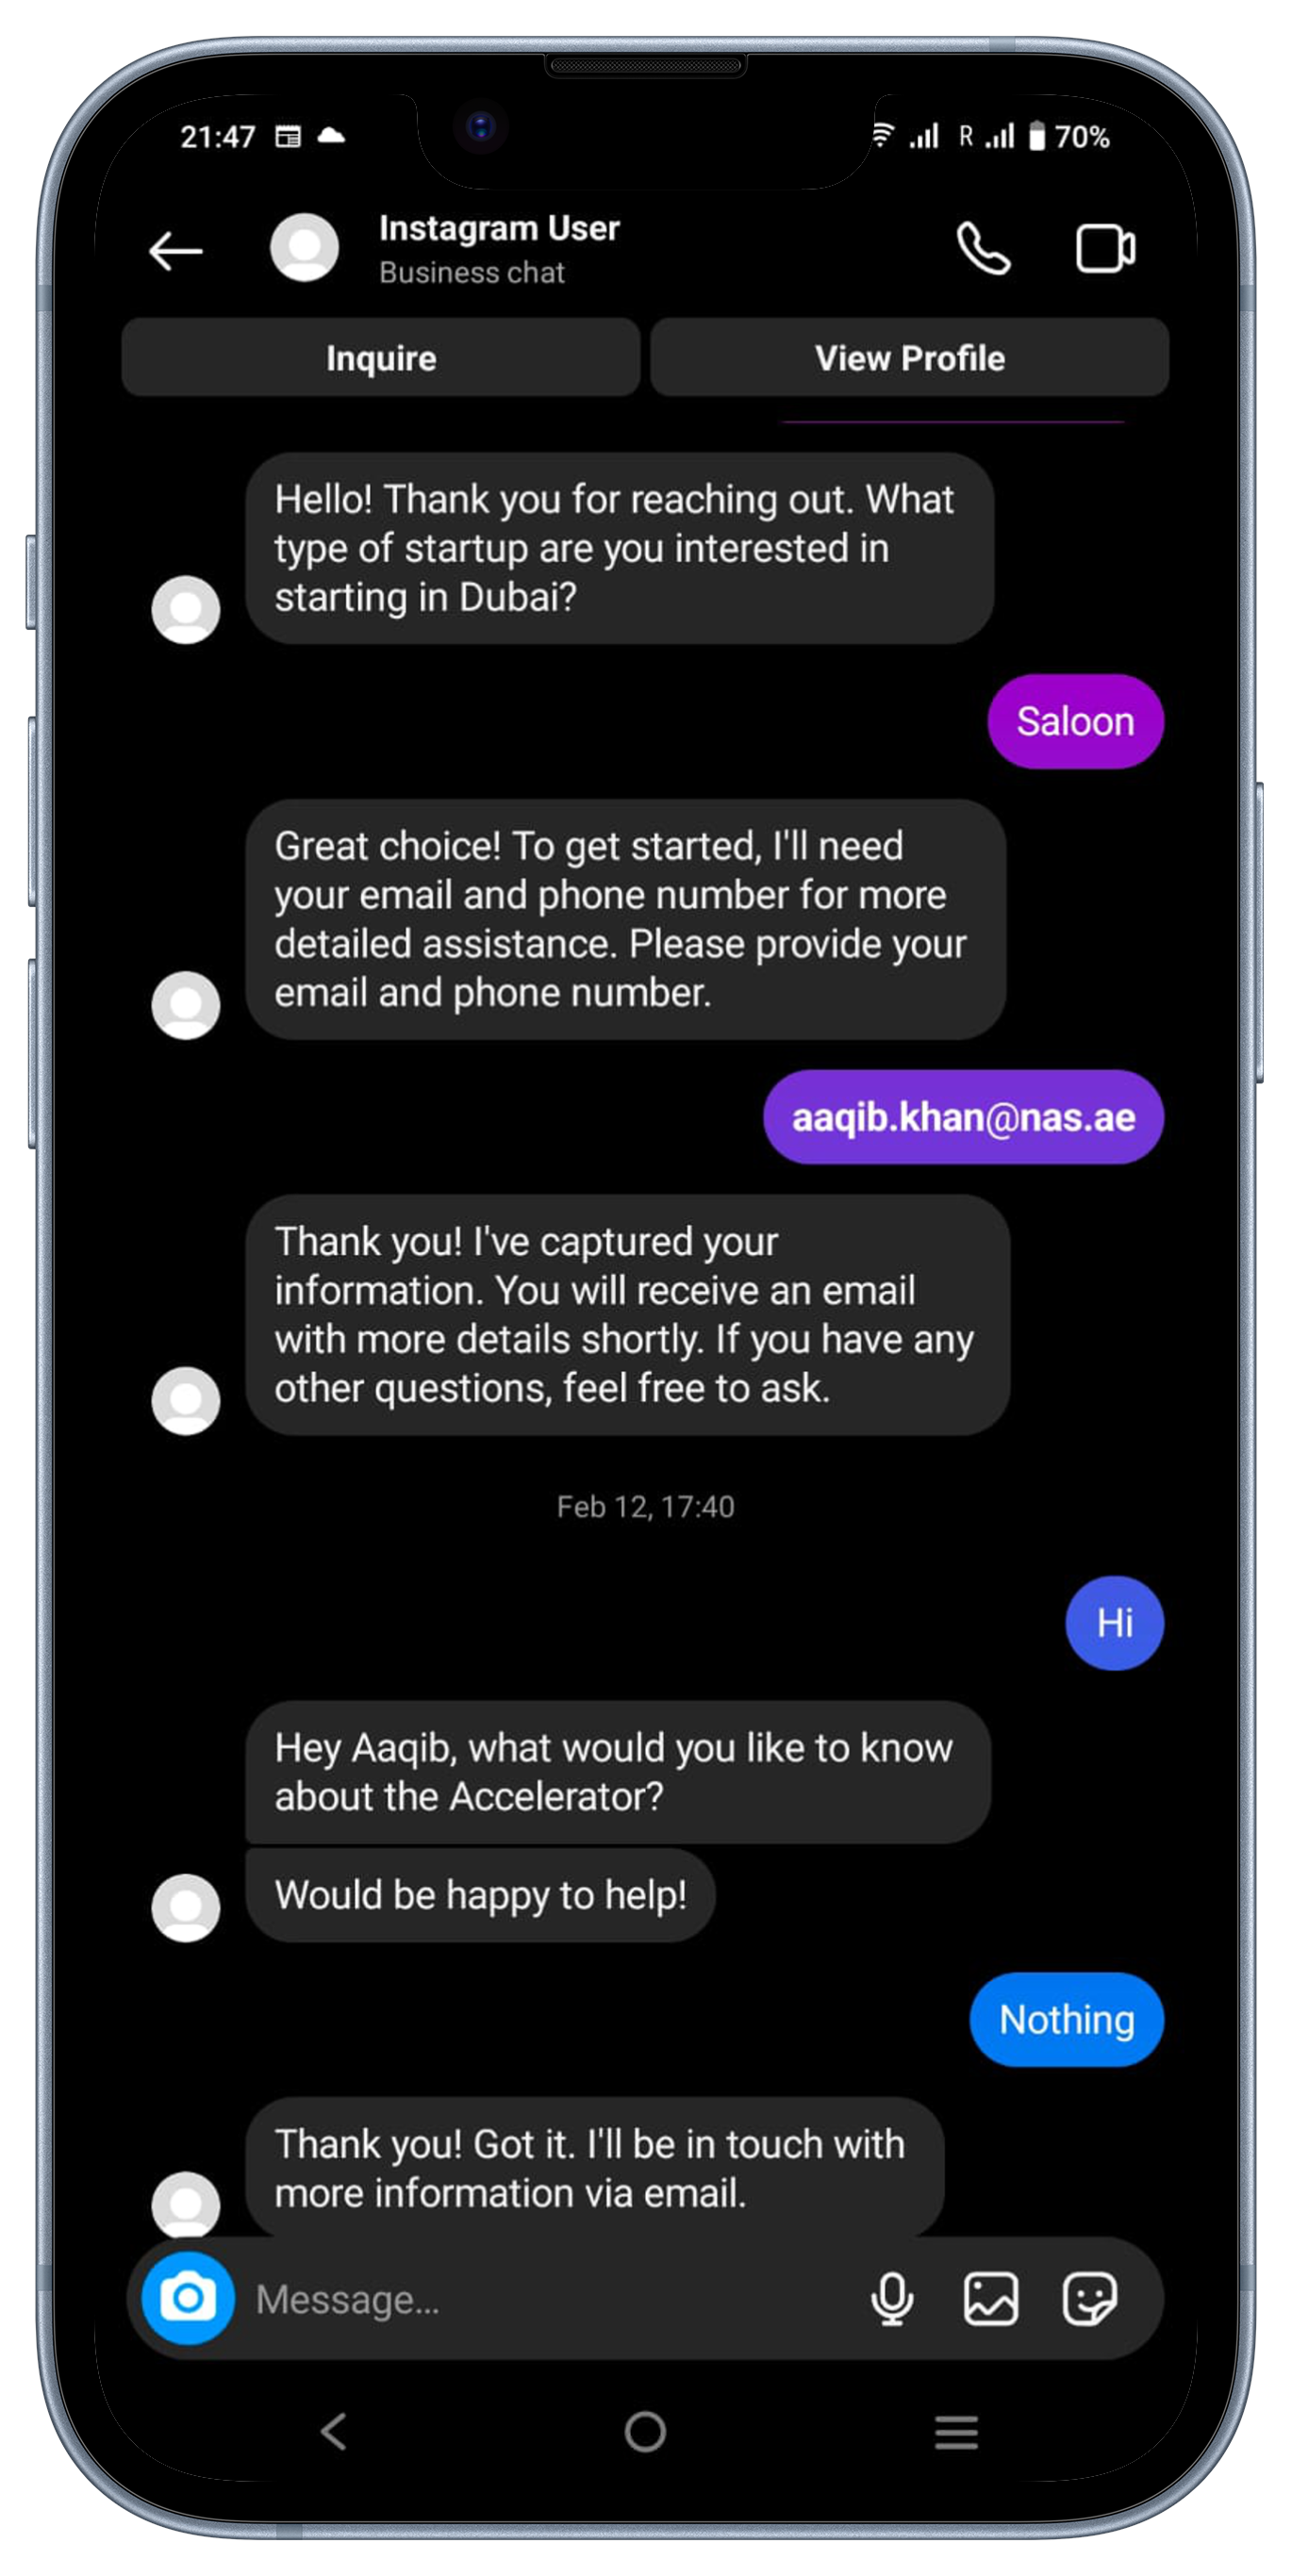 21:47 R 70%
Instagram User
Business chat
Inquire View Profile
Hello! Thank you for reaching out. What
type of startup are you interested in
starting in Dubai?
Saloon
Great choice! To get started, I'll need
your email and phone number for more
detailed assistance. Please provide your
email and phone number.
aaqib.khan@nas.ae
Thank you! I've captured your
information. You will receive an email
with more details shortly. If you have any
other questions, feel free to ask.
Feb 12, 17:40
Hi
Hey Aaqib, what would you like to know
about the Accelerator?
Would be happy to help!
Nothing
Thank you! Got it. I'll be in touch with
more information via email.
Message...